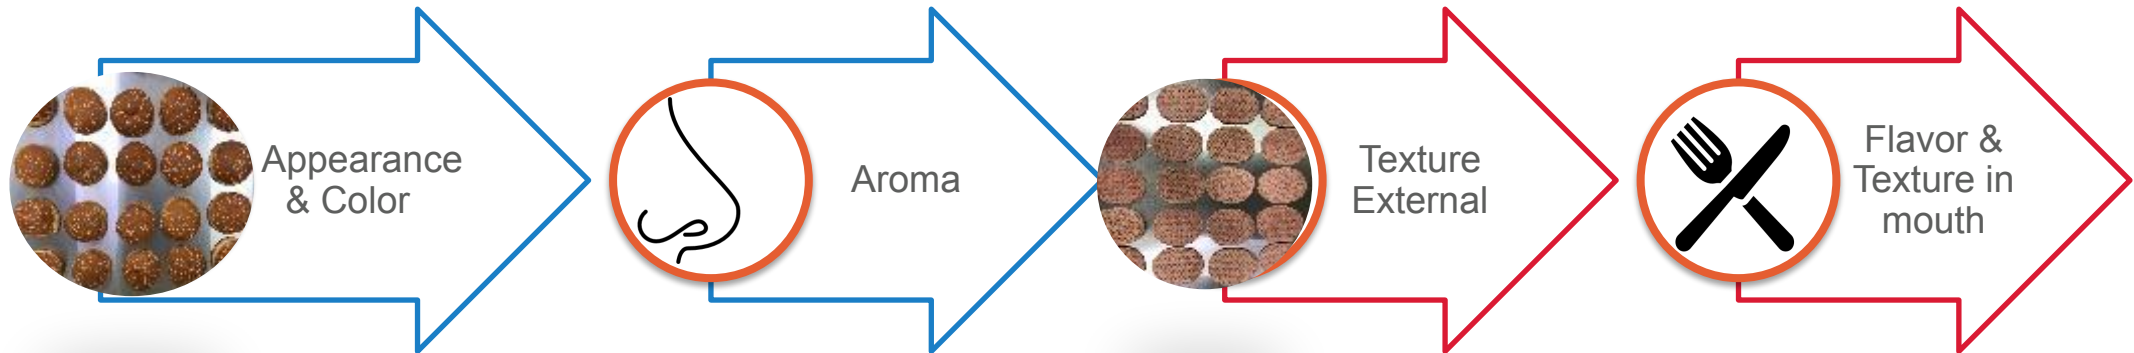 Appearance
& Color
Aroma
Texture
External
Flavor &
Texture in
mouth